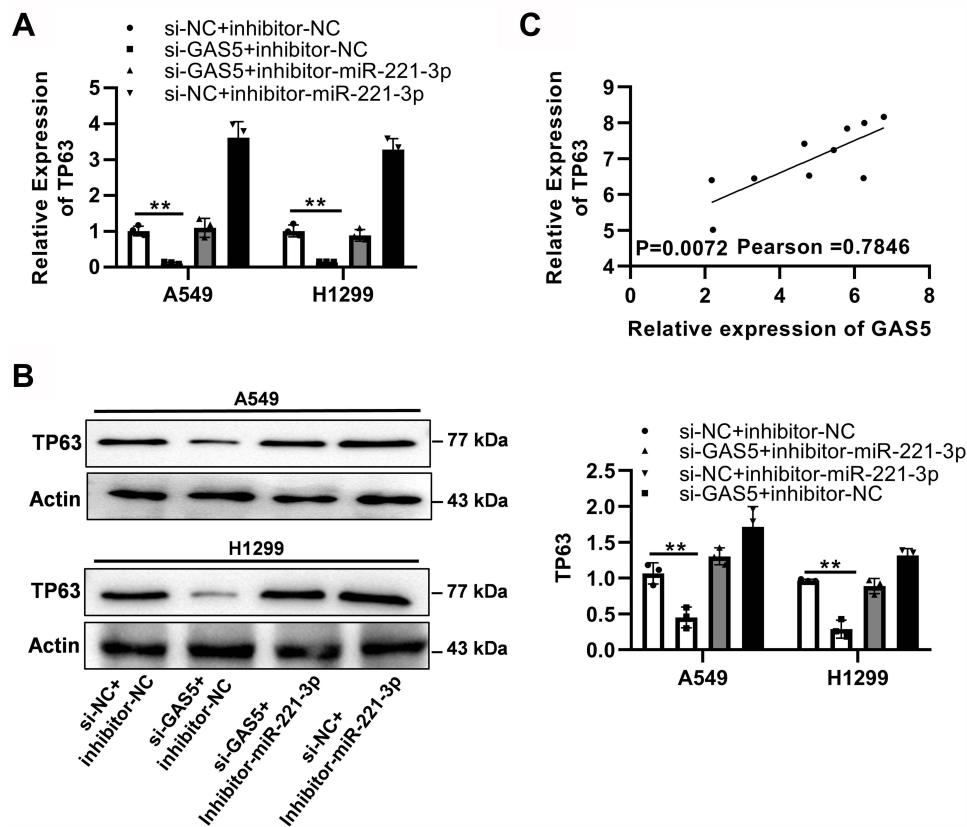 A
si-NC+inhibitor-NC
si-GAS5+inhibitor-NC
si-GAS5+inhibitor-miR-221-3p
si-NC+inhibitor-miR-221-3p
Relative Expression
of TP63
5
4
3
2
1
0
**
**
A549
H1299
C
Relative Expression
of TP63
9
8
7
6
5
4
P=0.0072 Pearson =0.7846
0
2
4
6
8
Relative expression of GAS5
B
A549
TP63
77 kDa
Actin
43 kDa
H1299
TP63
77 kDa
Actin
43 kDa
si-NC+
inhibitor-NC
si-GAS5+
inhibitor-NC
si-GAS5+
Inhibitor-miR-221-3p
si-NC+
Inhibitor-miR-221-3p
si-NC+inhibitor-NC
si-GAS5+inhibitor-miR-221-3p
si-NC+inhibitor-miR-221-3p
si-GAS5+inhibitor-NC
TP63
2.5
2.0
1.5
1.0
0.5
0.0
**
**
A549
H1299